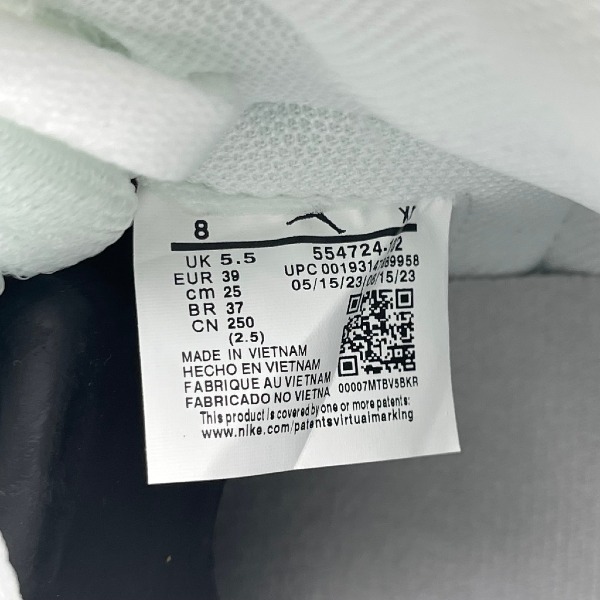 8
UK 5.5
EUR 39
cm 25
BR 37
CN 250
(2.5)
05/15/23
MADE IN VIETNAM
HECHO EN VIETNAM
FABRIQUE AU VIETNAM
FABRICADO NO VIETNA
00007MTBV5BKR
This product is covered by one or more patents:
www.nike.com/patentsvirtualmarking